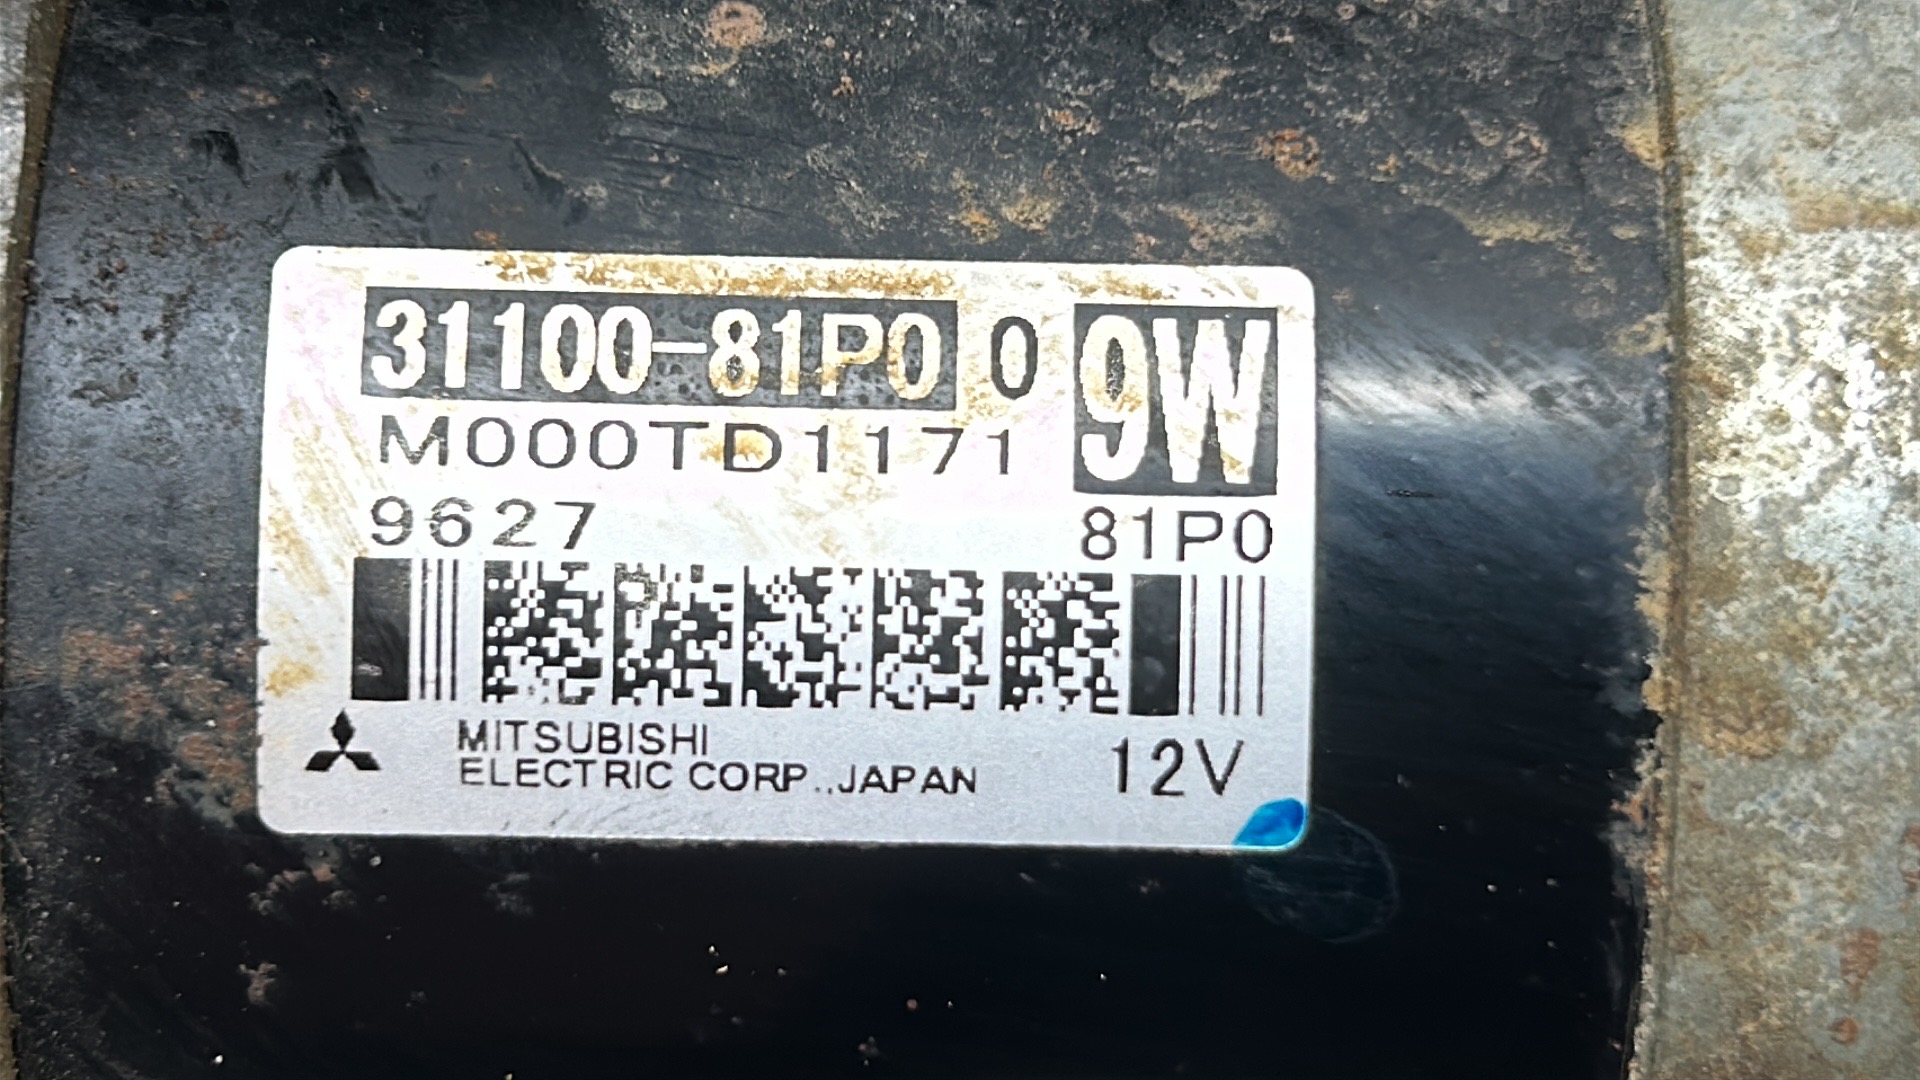 31100-81P0 0 9W
M000TD1171
9627 81P0
MITSUBISHI
ELECTRIC CORP.,JAPAN 12V